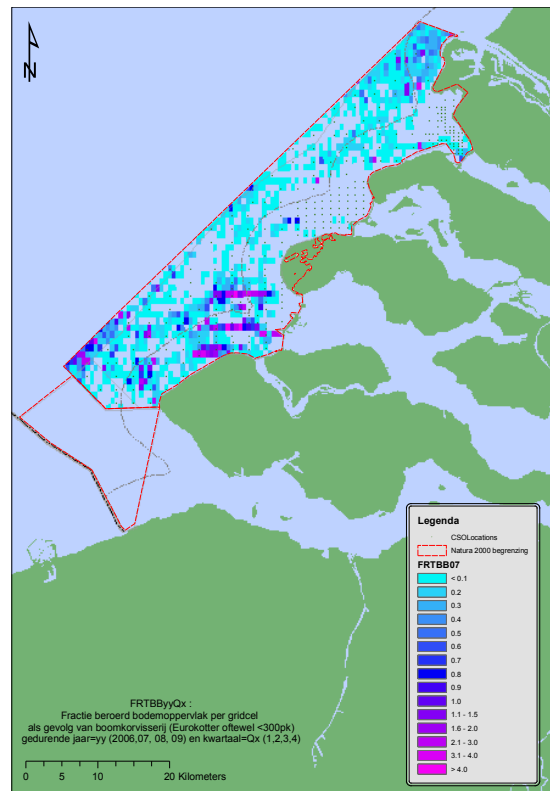 N
Legenda
CSOLocations
Natura 2000 begrenzing
FRTBB07
< 0.1
0.2
0.3
0.4
0.5
0.6
0.7
0.8
0.9
1.0
1.1 - 1.5
1.6 - 2.0
2.1 - 3.0
3.1 - 4.0
> 4.0
FRTBByyQx :
Fractie beroerd bodemoppervlak per gridcel
als gevolg van boomkorvisserij (Eurokotter oftewel <300pk)
gedurende jaar=yy (2006,07, 08, 09) en kwartaal=Qx (1,2,3,4)
0 5 10 20 Kilometers